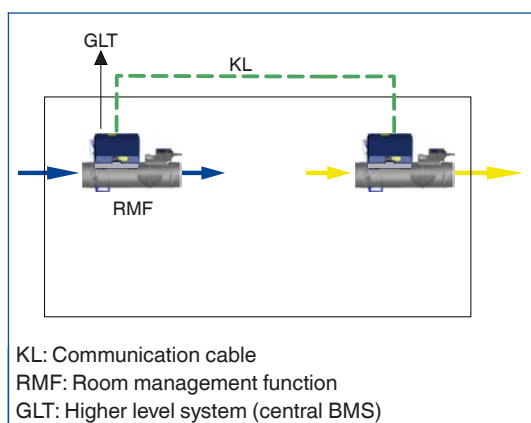 GLT
KL
RMF
KL: Communication cable
RMF: Room management function
GLT: Higher level system (central BMS)